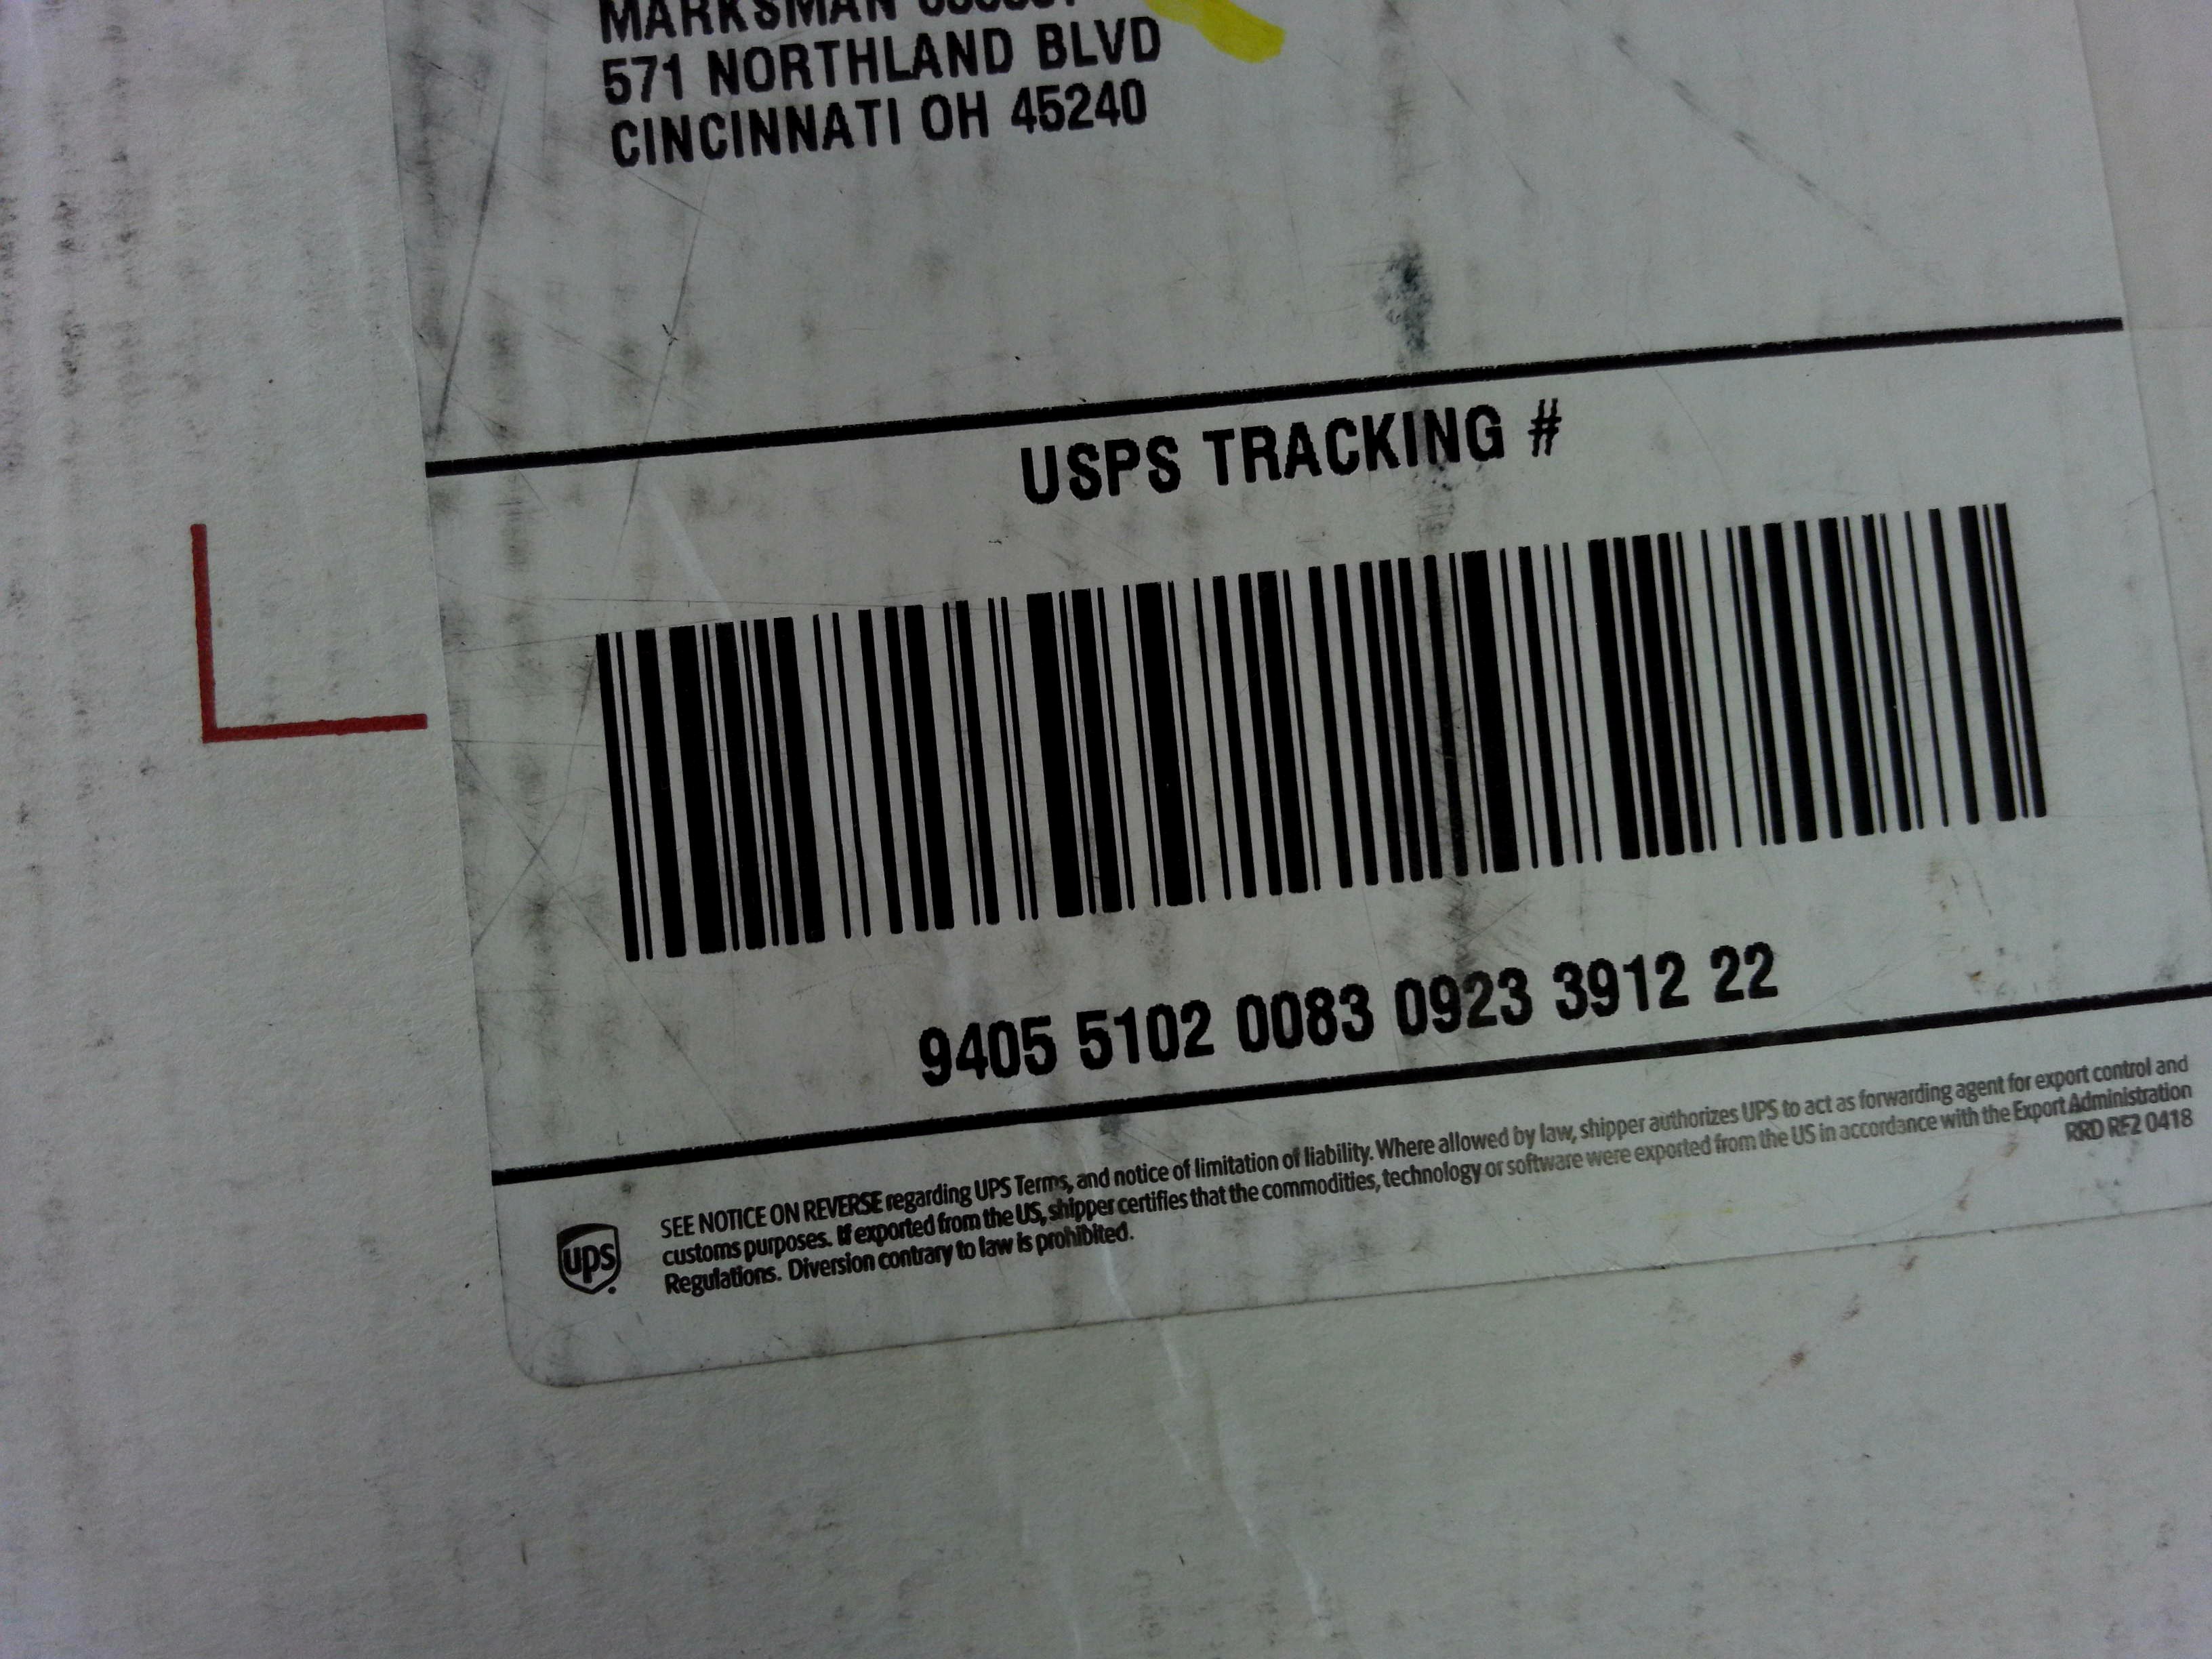 MARKSMAN
571 NORTHLAND BLVD
CINCINNATI OH 45240
USPS TRACKING #
9405 5102 0083 0923 3912 22
ups
SEE NOTICE ON REVERSE regarding UPS Terms, and notice of limitation of liability. Where allowed by law, shipper authorizes UPS to act as forwarding agent for export control and
customs purposes. If exported from the US, shipper certifies that the commodities, technology or software were exported from the US in accordance with the Export Administration
Regulations. Diversion contrary to law is prohibited.
RRD RF2 0418